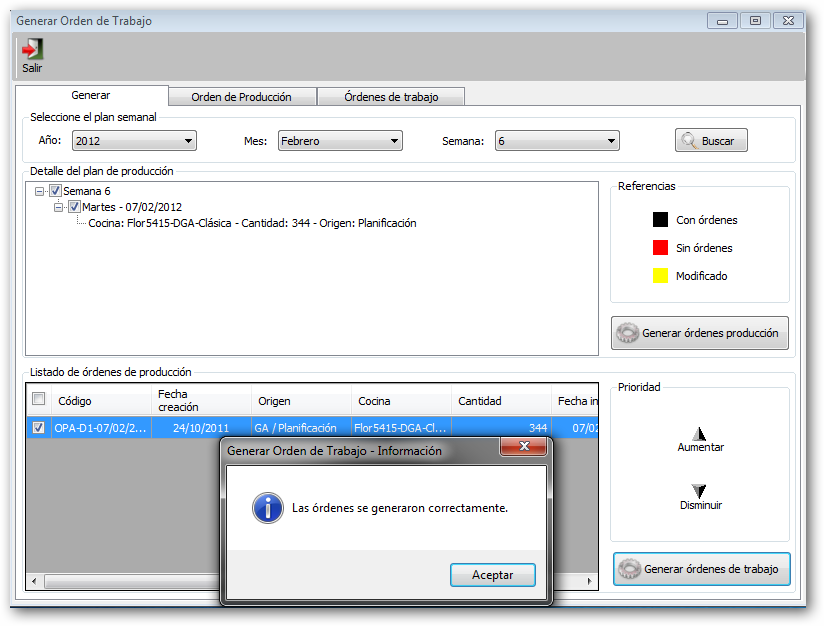 Generar Orden de Trabajo
Salir
Generar
Orden de Producción
Órdenes de trabajo
Seleccione el plan semanal
Año: 2012 Mes: Febrero Semana: 6 Buscar
Detalle del plan de producción
Semana 6
Martes - 07/02/2012
Cocina: Flor5415-DGA-Clásica - Cantidad: 344 - Origen: Planificación
Referencias
Con órdenes
Sin órdenes
Modificado
Generar órdenes producción
Listado de órdenes de producción
Código Fecha creación Origen Cocina Cantidad Fecha in
OPA-D1-07/02/2... 24/10/2011 GA / Planificación Flor5415-DGA-Cl... 344 07/02
Prioridad
Aumentar
Disminuir
Generar órdenes de trabajo
Generar Orden de Trabajo - Información
Las órdenes se generaron correctamente.
Aceptar